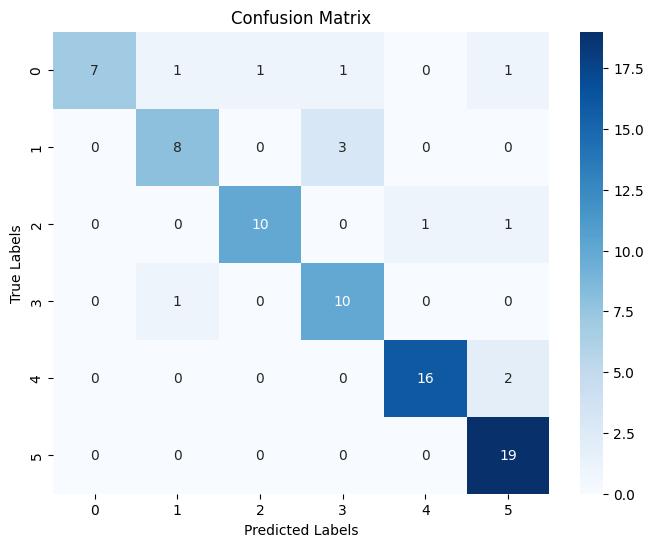 Confusion Matrix
True Labels
0 7 1 1 1 0 1
1 0 8 0 3 0 0
2 0 0 10 0 1 1
3 0 1 0 10 0 0
4 0 0 0 0 16 2
5 0 0 0 0 0 19
0 1 2 3 4 5
Predicted Labels
17.5
15.0
12.5
10.0
7.5
5.0
2.5
0.0